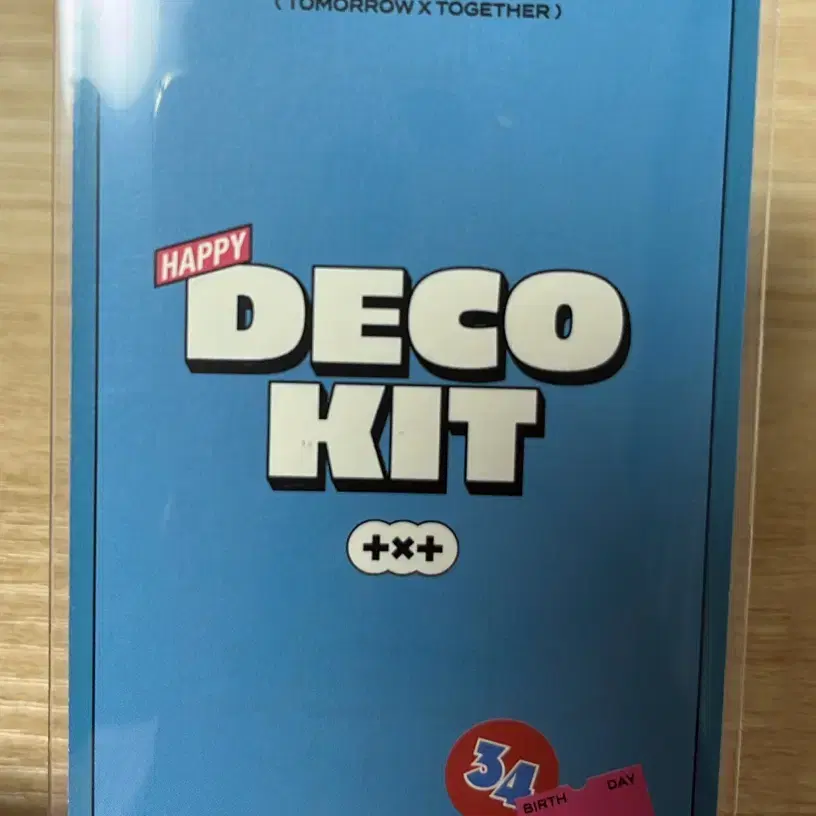 ( TOMORROW X TOGETHER )
HAPPY
DECO
KIT
+×+
34
BIRTH DAY